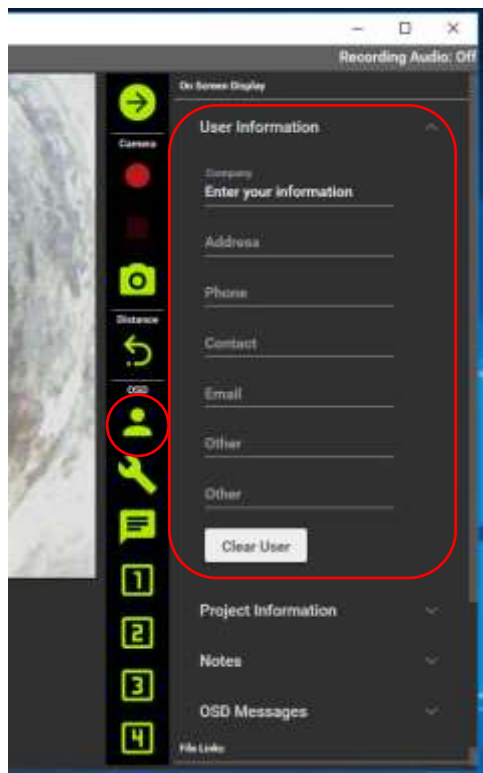 Recording Audio: Off
On Screen Display
User Information
Camera
Company
Enter your information
Address
Phone
Distance
Contact
OSD
Email
Other
Other
Clear User
1
Project Information
2
Notes
3
OSD Messages
4
File Links